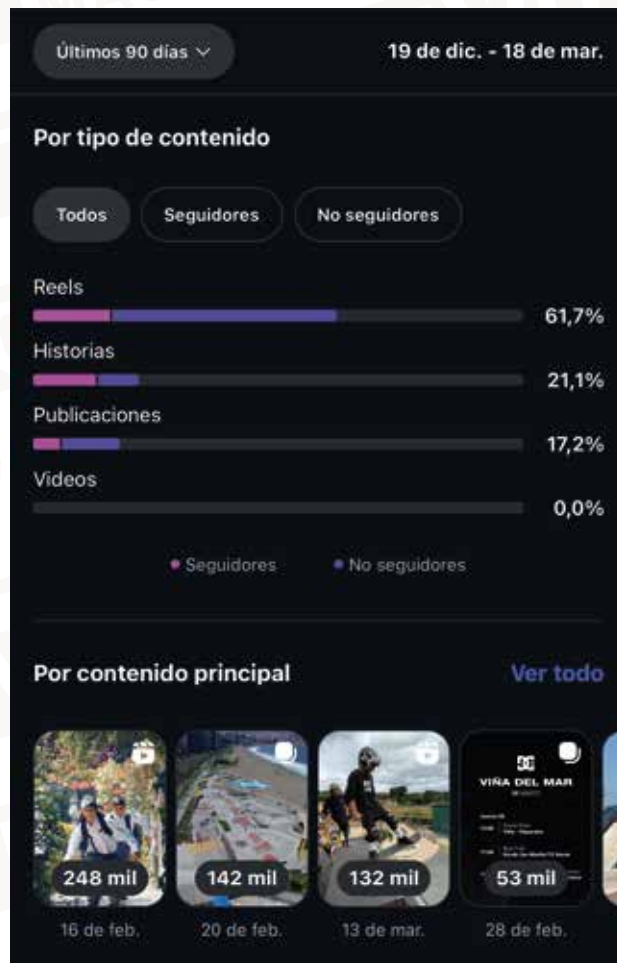 Últimos 90 días
19 de dic. - 18 de mar.
Por tipo de contenido
Todos Seguidores No seguidores
Reels
61,7%
Historias
21,1%
Publicaciones
17,2%
Videos
0,0%
Seguidores No seguidores
Por contenido principal Ver todo
VIÑA DEL MAR
248 mil 142 mil 132 mil 53 mil
16 de feb. 20 de feb. 13 de mar. 28 de feb.